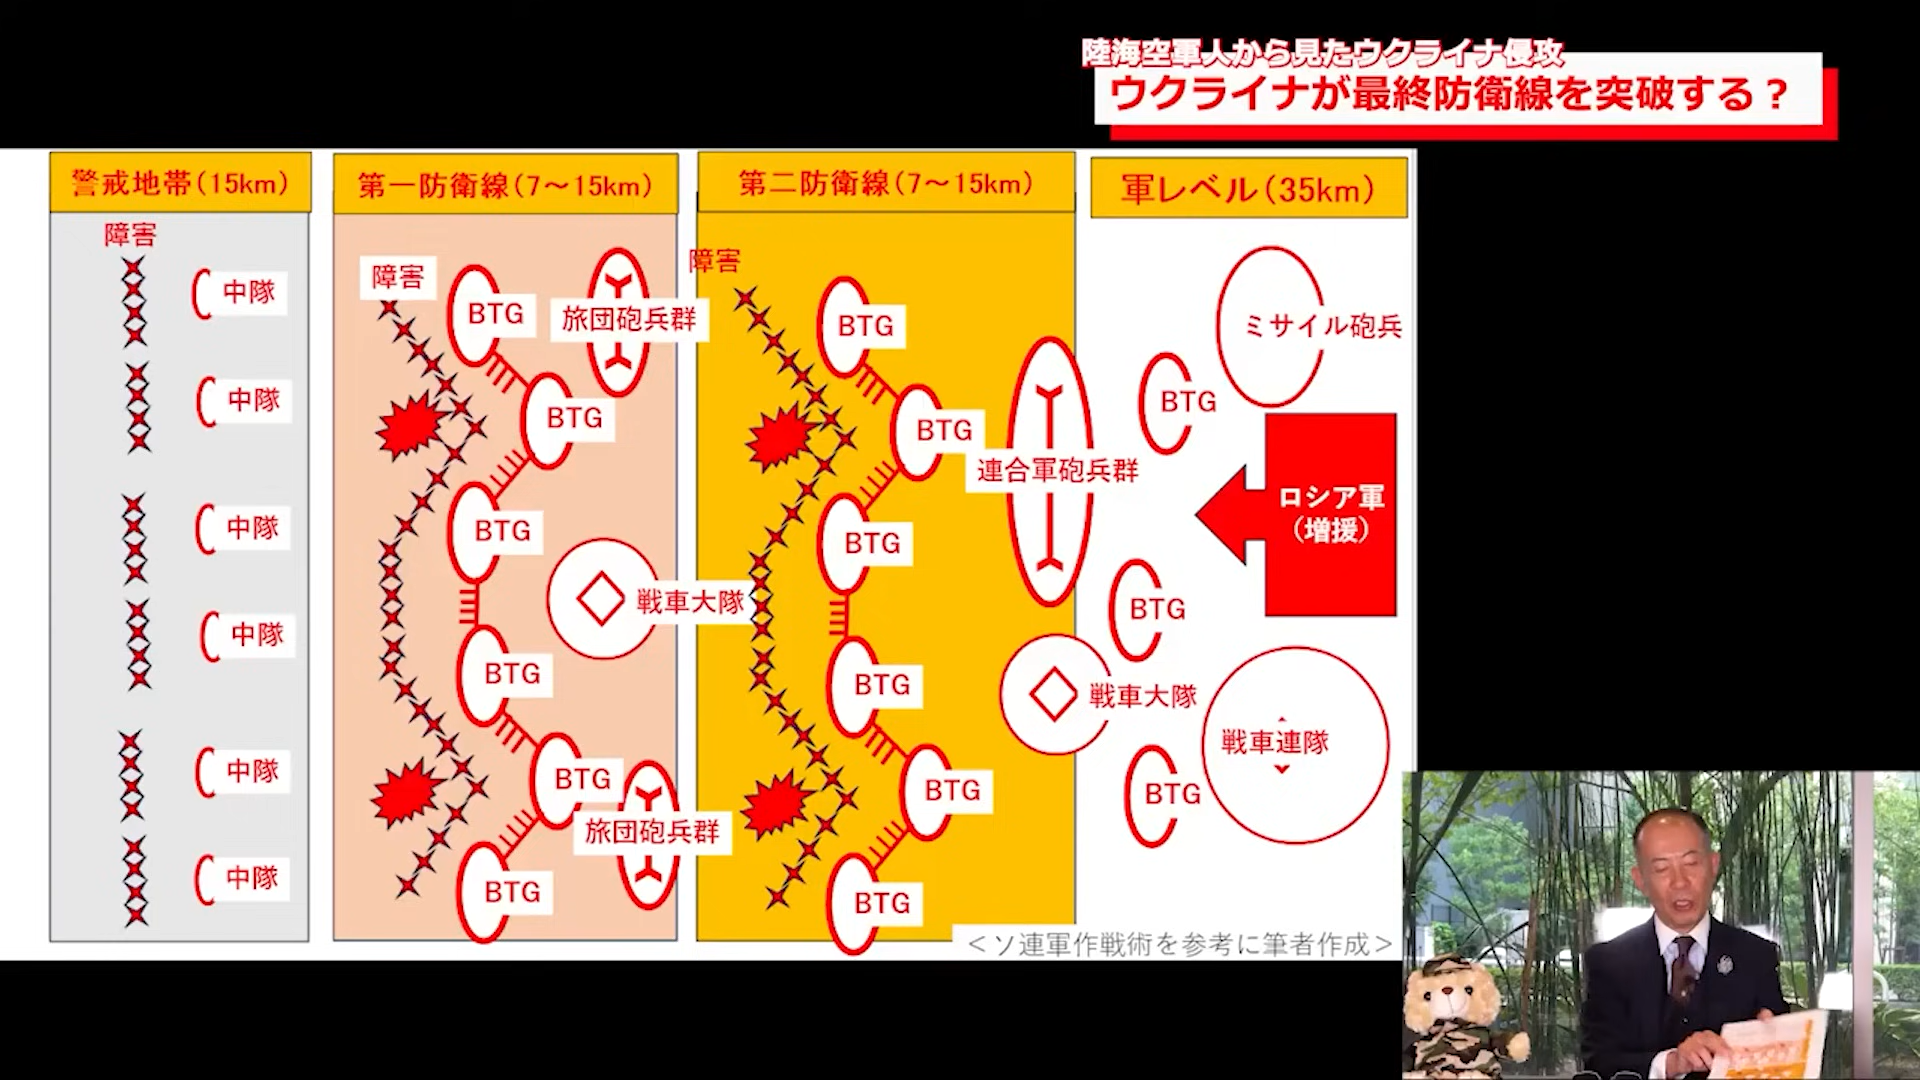 陸海空軍人から見たウクライナ侵攻
ウクライナが最終防衛線を突破する？
警戒地帯（15km）
障害
中隊
中隊
中隊
中隊
中隊
中隊
第一防衛線（7～15km）
障害
BTG
旅団砲兵群
BTG
BTG
戦車大隊
BTG
BTG
旅団砲兵群
BTG
第二防衛線（7～15km）
障害
BTG
BTG
連合軍砲兵群
BTG
BTG
戦車大隊
BTG
BTG
軍レベル（35km）
ミサイル砲兵
BTG
ロシア軍
（増援）
BTG
戦車連隊
BTG
＜ソ連軍作戦術を参考に筆者作成＞